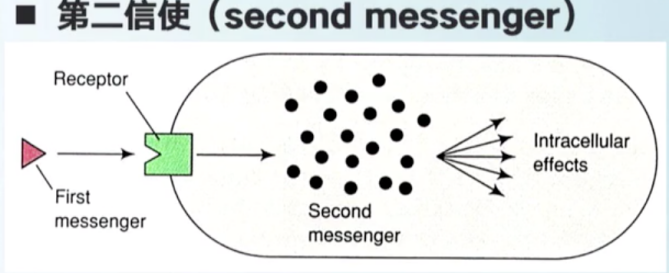 ■ 第二信使（second messenger）
Receptor
First
messenger
Second
messenger
Intracellular
effects